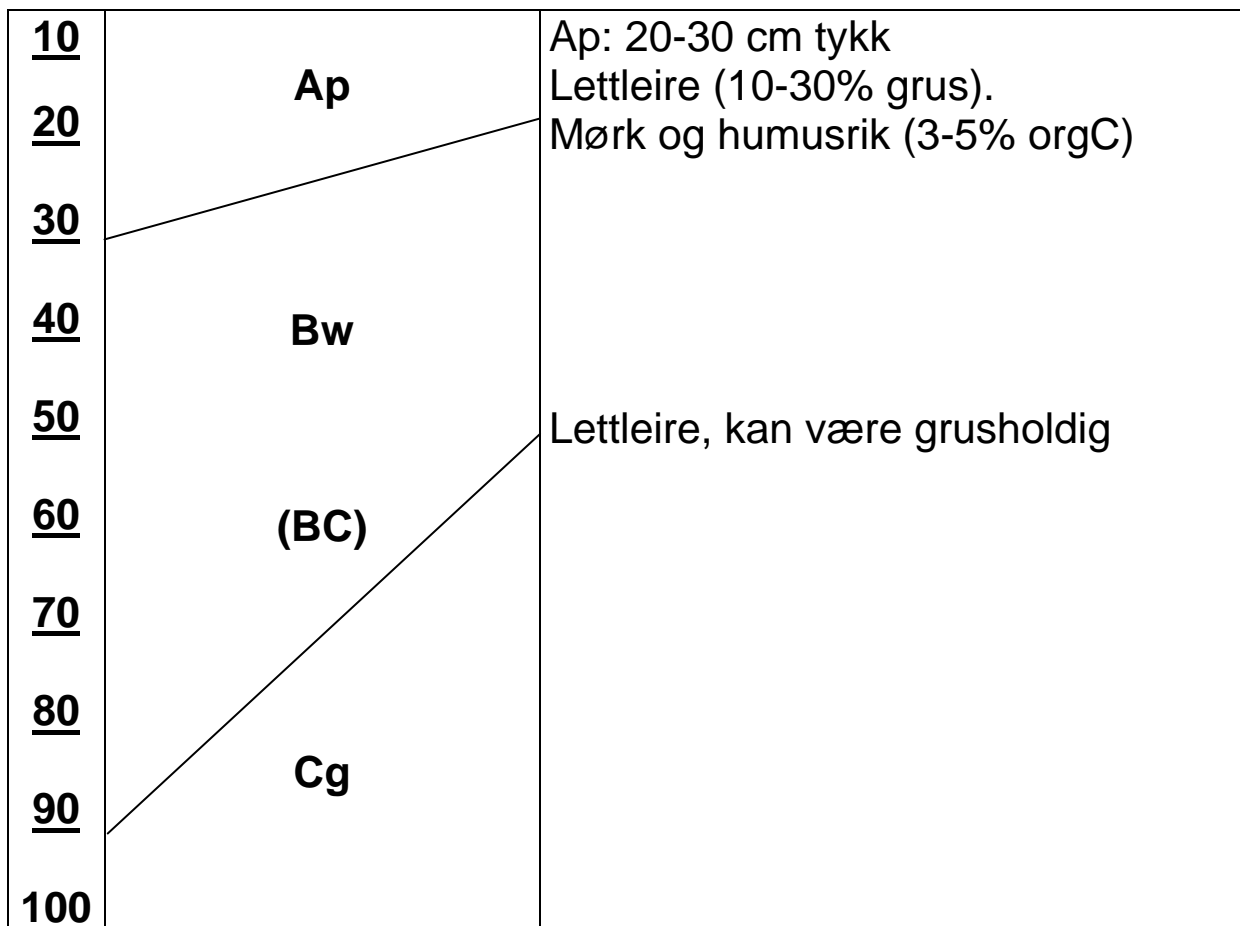 10
Ap: 20-30 cm tykk
Ap
Lettleire (10-30% grus).
20
Mørk og humusrik (3-5% orgC)
30
40
Bw
50
Lettleire, kan være grusholdig
60
(BC)
70
80
Cg
90
100